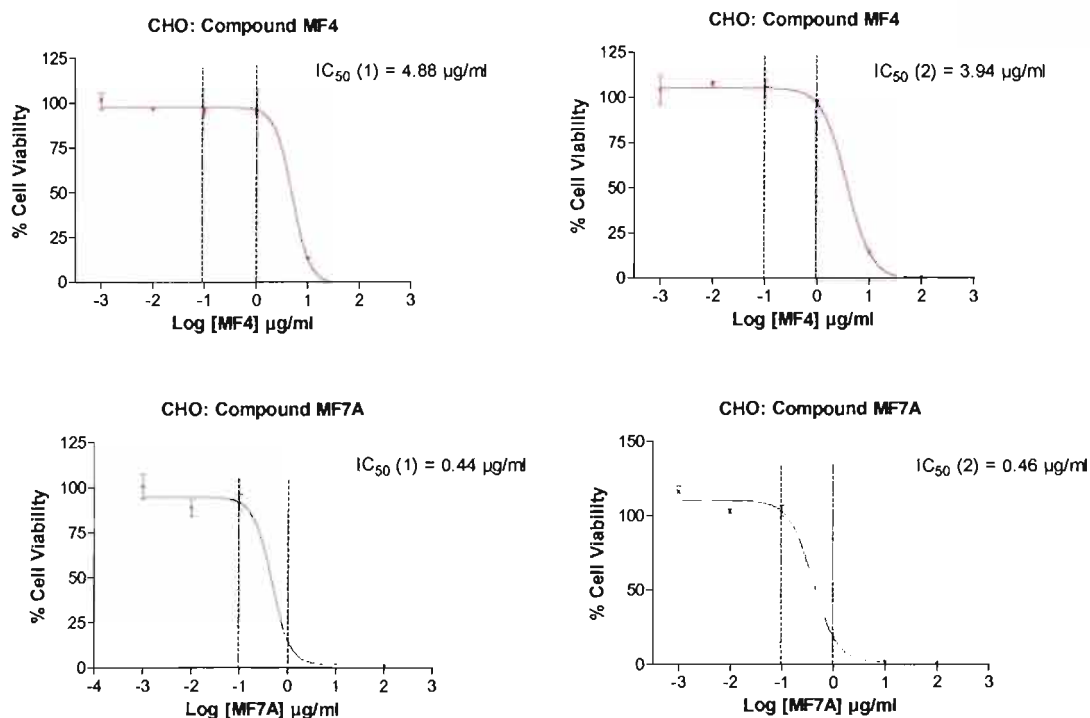 CHO: Compound MF4
IC50 (1) = 4.88 µg/ml
% Cell Viability
125
100
75
50
25
0
-3 -2 -1 0 1 2 3
Log [MF4] µg/ml
CHO: Compound MF4
IC50 (2) = 3.94 µg/ml
% Cell Viability
125
100
75
50
25
0
-3 -2 -1 0 1 2 3
Log [MF4] µg/ml
CHO: Compound MF7A
IC50 (1) = 0.44 µg/ml
% Cell Viability
125
100
75
50
25
0
-4 -3 -2 -1 0 1 2 3
Log [MF7A] µg/ml
CHO: Compound MF7A
IC50 (2) = 0.46 µg/ml
% Cell Viability
150
100
50
0
-3 -2 -1 0 1 2 3
Log [MF7A] µg/ml